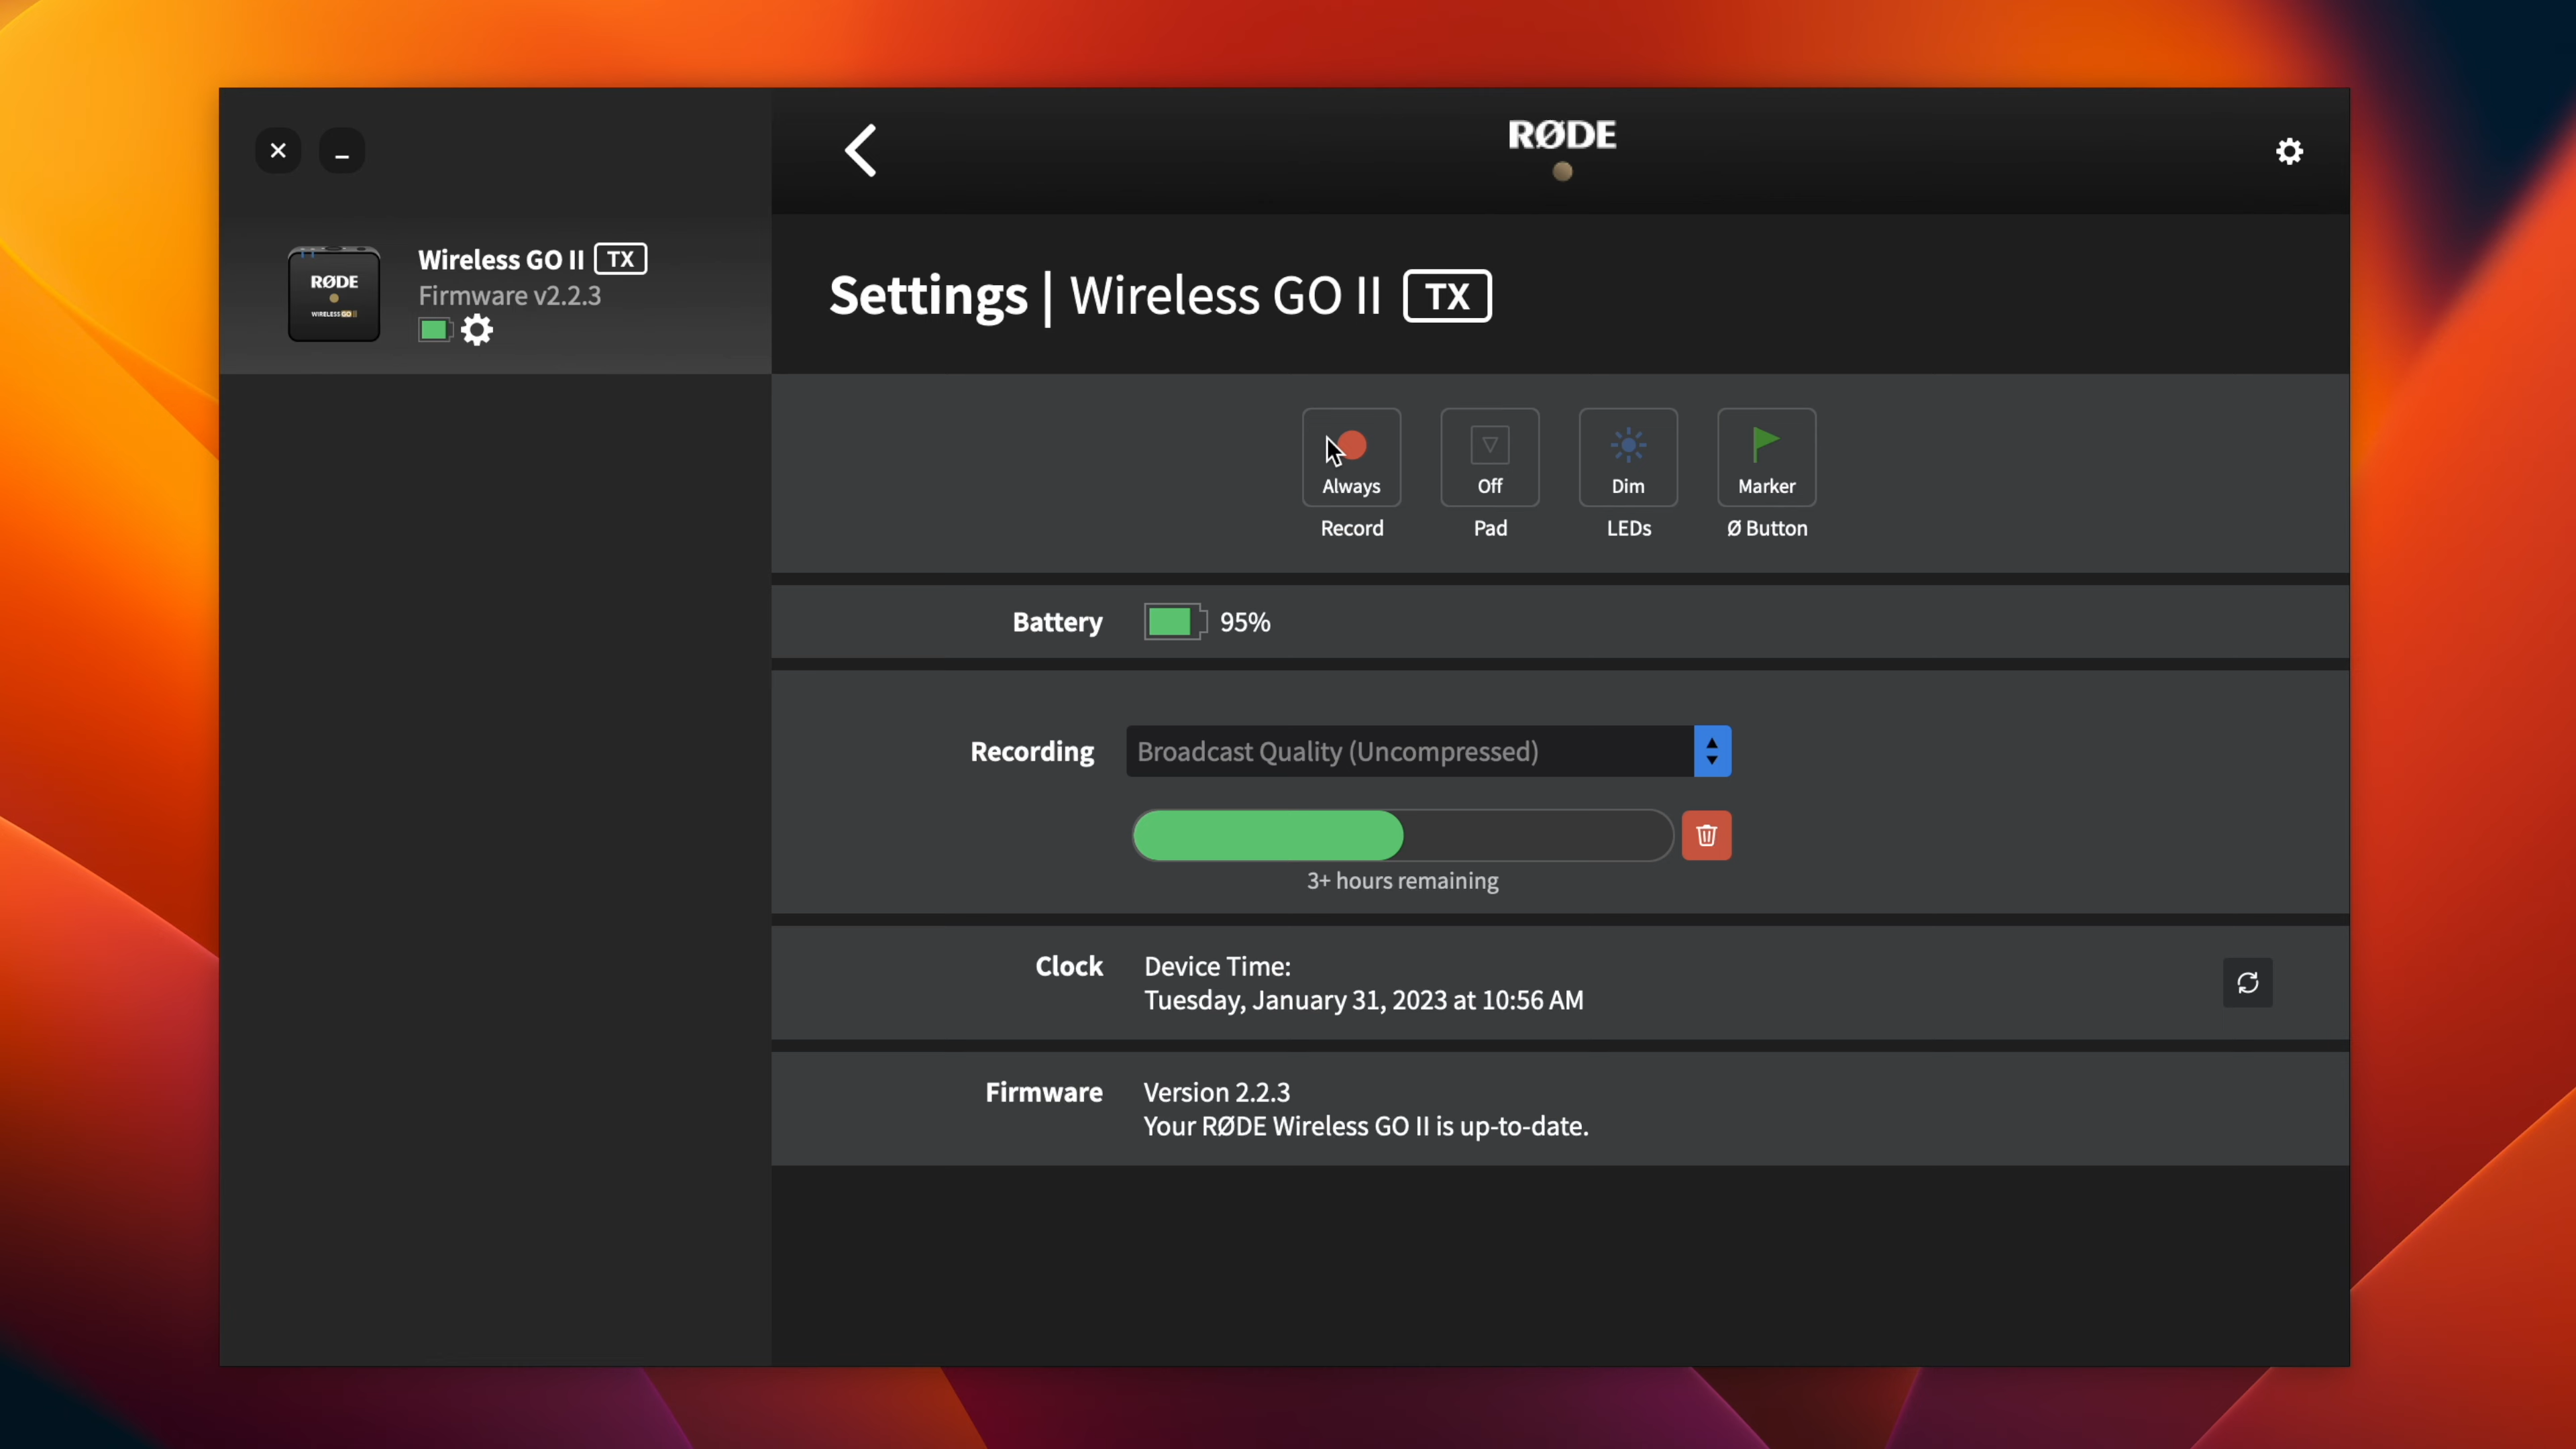 RØDE
RØDE
WIRELESS GO II
Wireless GO II TX
Firmware v2.2.3
Settings | Wireless GO II TX
Always Off Dim Marker
Record Pad LEDs Ø Button
Battery 95%
Recording Broadcast Quality (Uncompressed)
3+ hours remaining
Clock Device Time:
Tuesday, January 31, 2023 at 10:56 AM
Firmware Version 2.2.3
Your RØDE Wireless GO II is up-to-date.